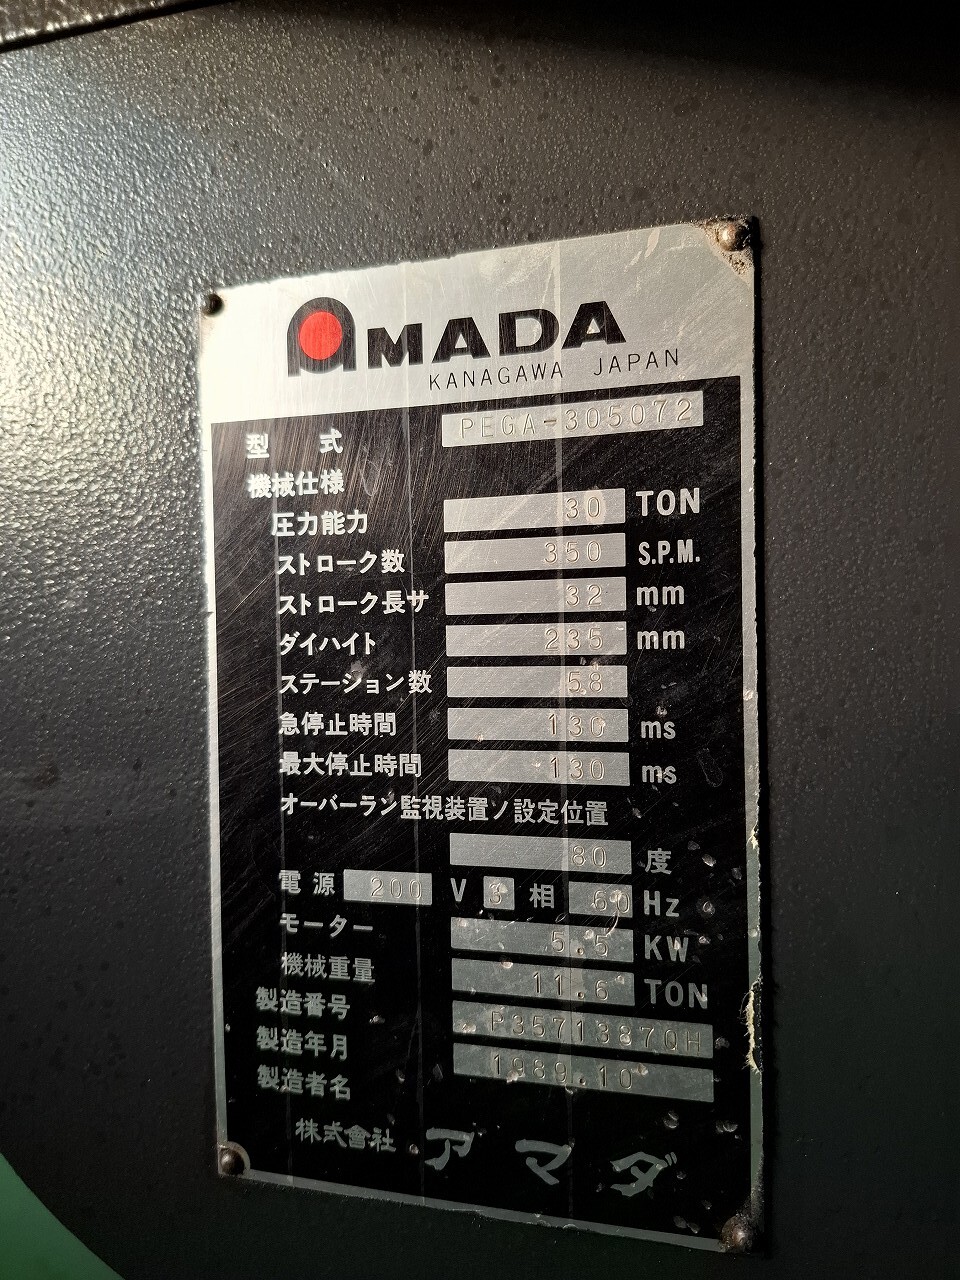 AMADA
KANAGAWA JAPAN
型 式 PEGA-305072
機械仕様
圧力能力 30 TON
ストローク数 350 S.P.M.
ストローク長サ 32 mm
ダイハイト 235 mm
ステーション数 58
急停止時間 130 ms
最大停止時間 130 ms
オーバーラン監視装置ノ設定位置
80 度
電源 200 V 3 相 60 Hz
モーター 5.5 KW
機械重量 11.6 TON
製造番号 P35713870H
製造年月 1989.10
製造者名
株式會社 アマダ